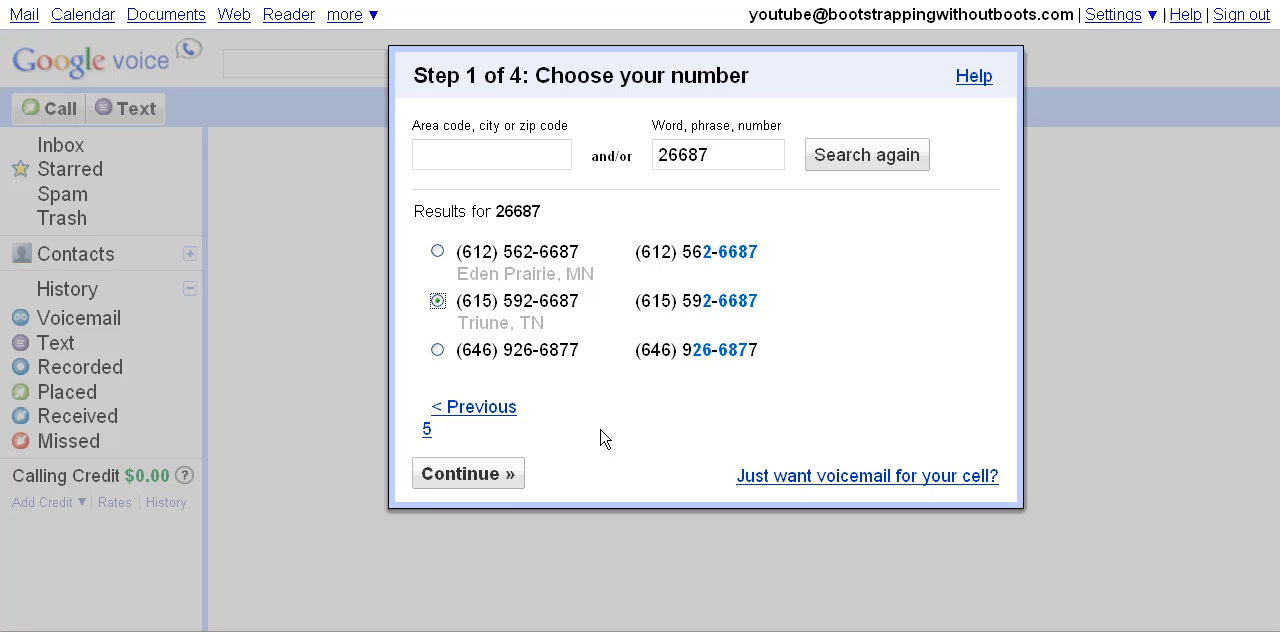 Mail Calendar Documents Web Reader more ▼ youtube@bootstrappingwithoutboots.com | Settings ▼ | Help | Sign out
Google voice
Step 1 of 4: Choose your number Help
Call Text
Area code, city or zip code Word, phrase, number
and/or 26687 Search again
Inbox
Starred
Spam
Trash
Contacts
History
Voicemail
Text
Recorded
Placed
Received
Missed
Calling Credit $0.00 ?
Add Credit ▼ Rates History
Results for 26687
(612) 562-6687 (612) 562-6687
Eden Prairie, MN
(615) 592-6687 (615) 592-6687
Triune, TN
(646) 926-6877 (646) 926-6877
< Previous
5
Continue » Just want voicemail for your cell?